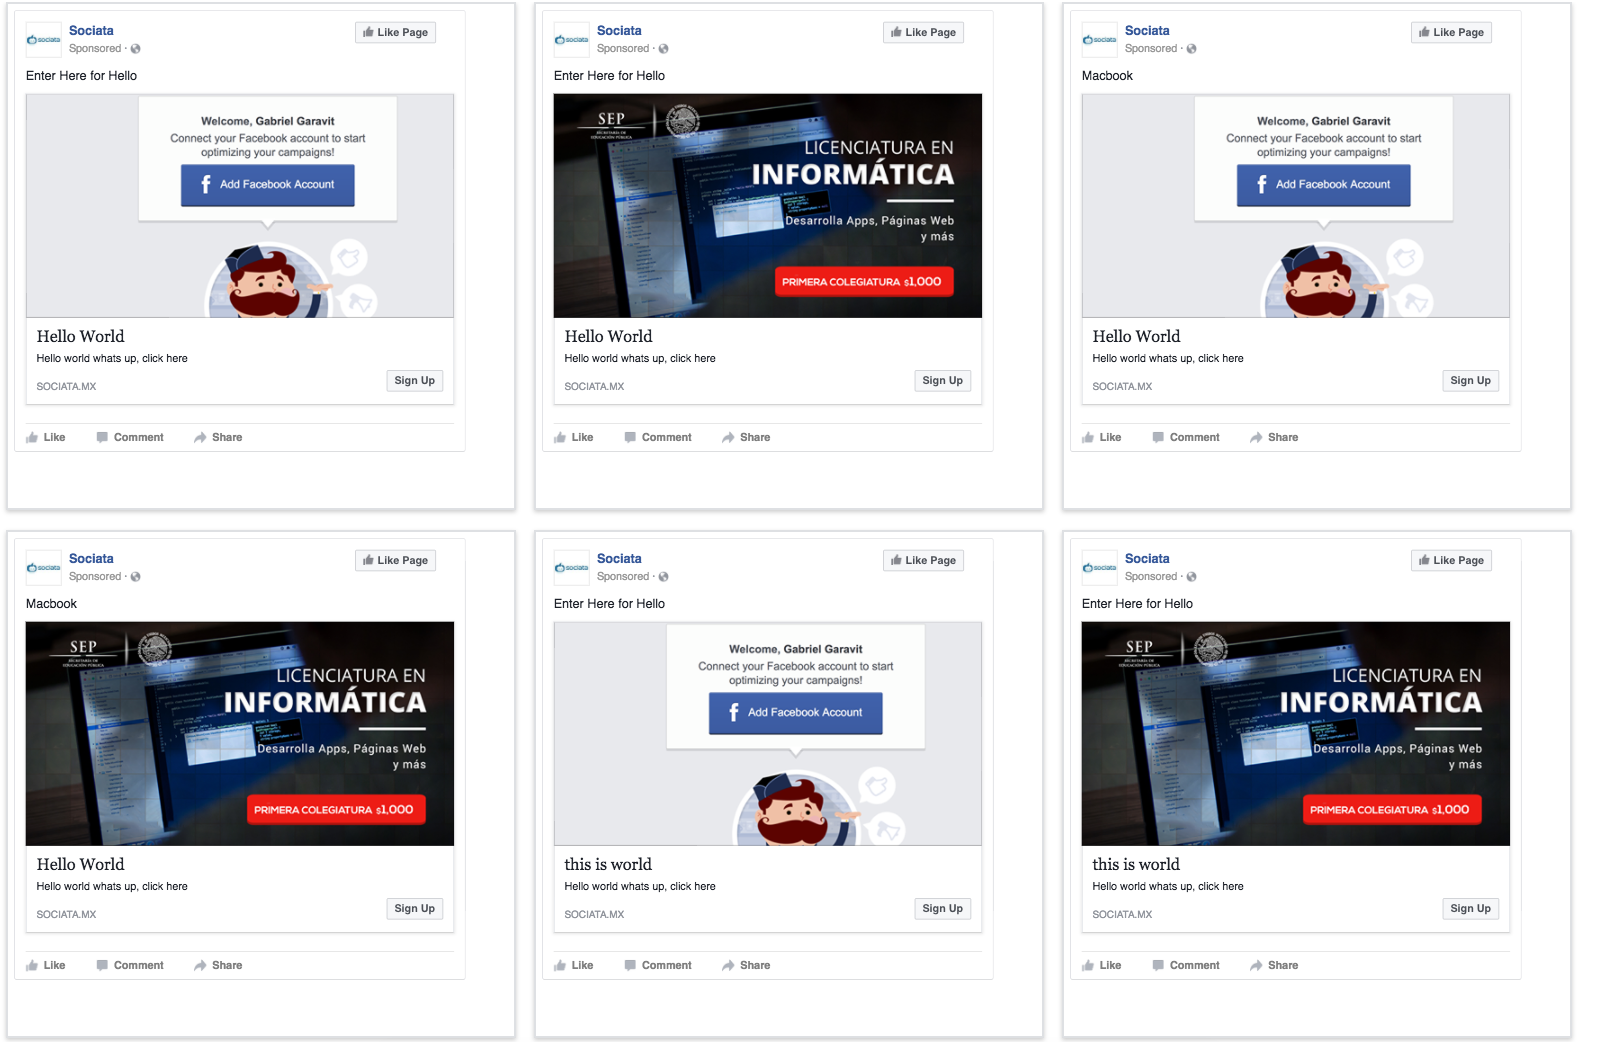 Sociata
Sponsored ·
Like Page
sociata
Enter Here for Hello
Welcome, Gabriel Garavit
Connect your Facebook account to start
optimizing your campaigns!
f Add Facebook Account
Hello World
Hello world whats up, click here
SOCIATA.MX
Sign Up
Like Comment Share
Sociata
Sponsored ·
Like Page
sociata
Enter Here for Hello
SEP
SECRETARÍA DE
EDUCACIÓN PÚBLICA
LICENCIATURA EN
INFORMÁTICA
Desarrolla Apps, Páginas Web
y más
PRIMERA COLEGIATURA $1,000
Hello World
Hello world whats up, click here
SOCIATA.MX
Sign Up
Like Comment Share
Sociata
Sponsored ·
Like Page
sociata
Macbook
Welcome, Gabriel Garavit
Connect your Facebook account to start
optimizing your campaigns!
f Add Facebook Account
Hello World
Hello world whats up, click here
SOCIATA.MX
Sign Up
Like Comment Share
Sociata
Sponsored ·
Like Page
sociata
Macbook
SEP
SECRETARÍA DE
EDUCACIÓN PÚBLICA
LICENCIATURA EN
INFORMÁTICA
Desarrolla Apps, Páginas Web
y más
PRIMERA COLEGIATURA $1,000
Hello World
Hello world whats up, click here
SOCIATA.MX
Sign Up
Like Comment Share
Sociata
Sponsored ·
Like Page
sociata
Enter Here for Hello
Welcome, Gabriel Garavit
Connect your Facebook account to start
optimizing your campaigns!
f Add Facebook Account
this is world
Hello world whats up, click here
SOCIATA.MX
Sign Up
Like Comment Share
Sociata
Sponsored ·
Like Page
sociata
Enter Here for Hello
SEP
SECRETARÍA DE
EDUCACIÓN PÚBLICA
LICENCIATURA EN
INFORMÁTICA
Desarrolla Apps, Páginas Web
y más
PRIMERA COLEGIATURA $1,000
this is world
Hello world whats up, click here
SOCIATA.MX
Sign Up
Like Comment Share